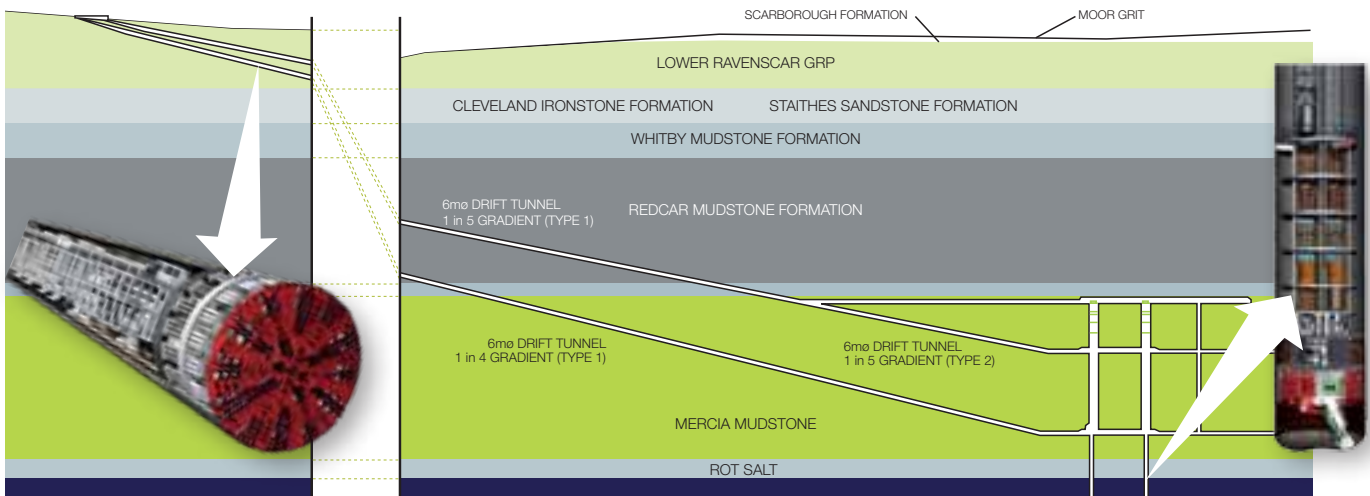 SCARBOROUGH FORMATION
MOOR GRIT
LOWER RAVENSCAR GRP
CLEVELAND IRONSTONE FORMATION
STAITHES SANDSTONE FORMATION
WHITBY MUDSTONE FORMATION
6mø DRIFT TUNNEL
1 in 5 GRADIENT (TYPE 1)
REDCAR MUDSTONE FORMATION
6mø DRIFT TUNNEL
1 in 4 GRADIENT (TYPE 1)
6mø DRIFT TUNNEL
1 in 5 GRADIENT (TYPE 2)
MERCIA MUDSTONE
ROT SALT